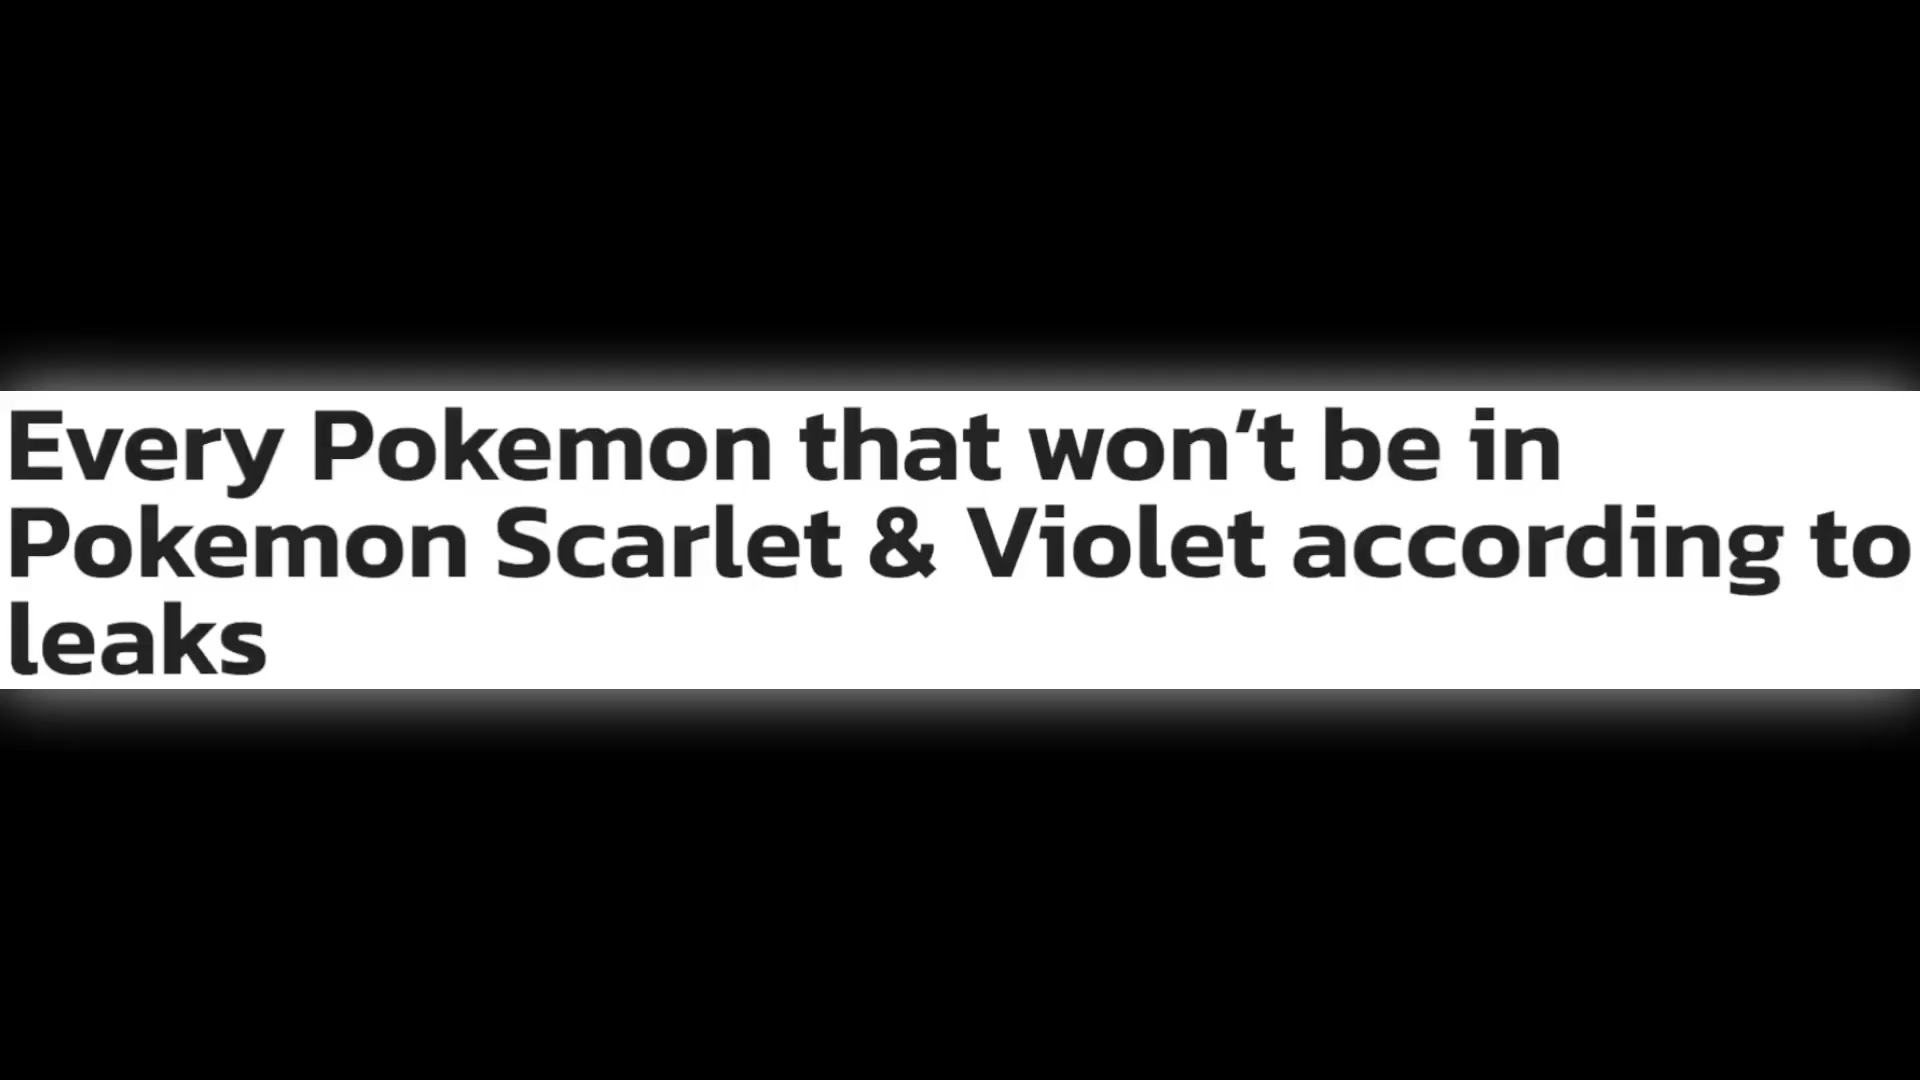 Every Pokemon that won’t be in
Pokemon Scarlet & Violet according to
leaks